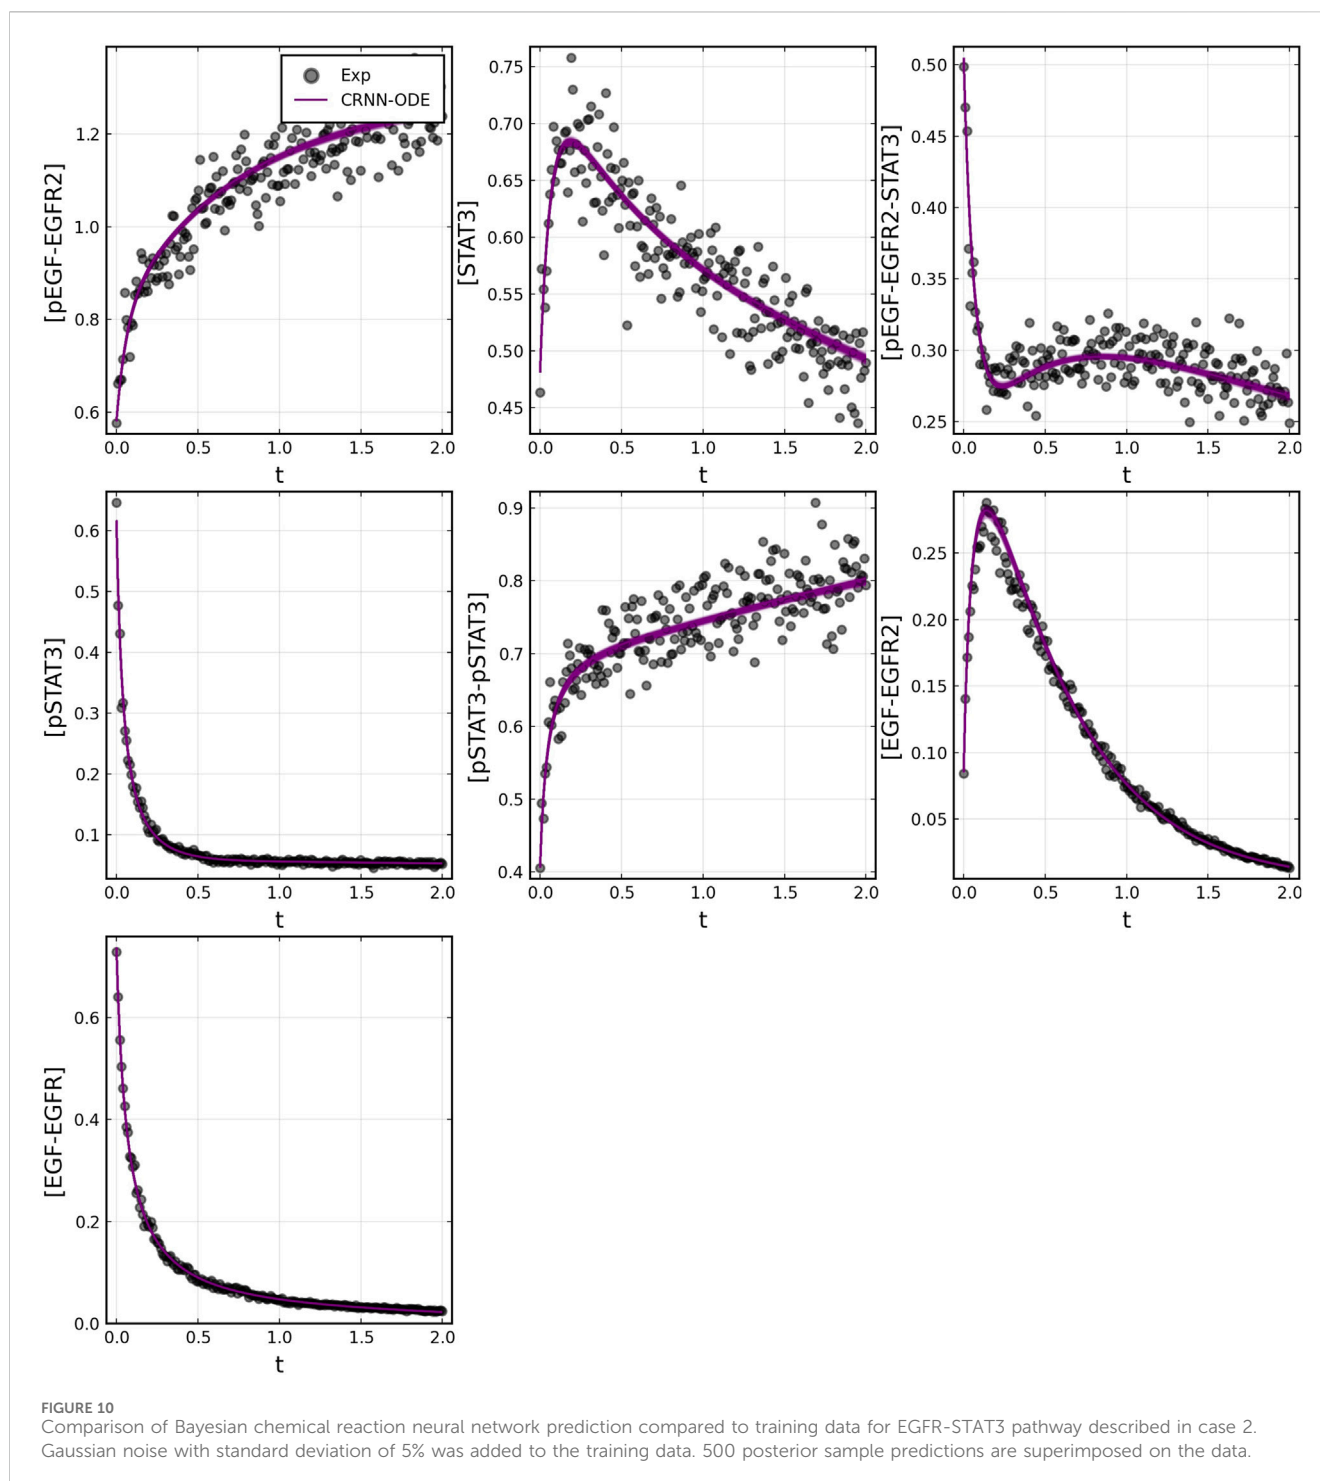 [pEGF-EGFR2]
1.2
1.0
0.8
0.6
0.0 0.5 1.0 1.5 2.0
t
Exp
CRNN-ODE
[STAT3]
0.75
0.70
0.65
0.60
0.55
0.50
0.45
0.0 0.5 1.0 1.5 2.0
t
[pEGF-EGFR2-STAT3]
0.50
0.45
0.40
0.35
0.30
0.25
0.0 0.5 1.0 1.5 2.0
t
[pSTAT3]
0.6
0.5
0.4
0.3
0.2
0.1
0.0 0.5 1.0 1.5 2.0
t
[pSTAT3-pSTAT3]
0.9
0.8
0.7
0.6
0.5
0.4
0.0 0.5 1.0 1.5 2.0
t
[EGF-EGFR2]
0.25
0.20
0.15
0.10
0.05
0.0 0.5 1.0 1.5 2.0
t
[EGF-EGFR]
0.6
0.4
0.2
0.0
0.0 0.5 1.0 1.5 2.0
t
FIGURE 10
Comparison of Bayesian chemical reaction neural network prediction compared to training data for EGFR-STAT3 pathway described in case 2.
Gaussian noise with standard deviation of 5% was added to the training data. 500 posterior sample predictions are superimposed on the data.